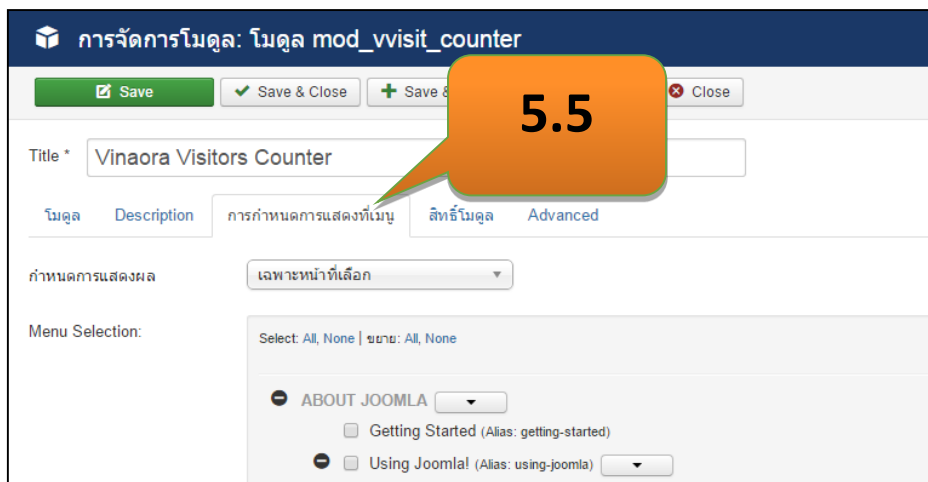 การจัดการโมดูล: โมดูล mod_vvisit_counter
Save Save & Close Save & Close
5.5
Title * Vinaora Visitors Counter
โมดูล Description การกำหนดการแสดงที่เมนู สิทธิ์โมดูล Advanced
กำหนดการแสดงผล เฉพาะหน้าที่เลือก
Menu Selection: Select: All, None | ขยาย: All, None
ABOUT JOOMLA
Getting Started (Alias: getting-started)
Using Joomla! (Alias: using-joomla)